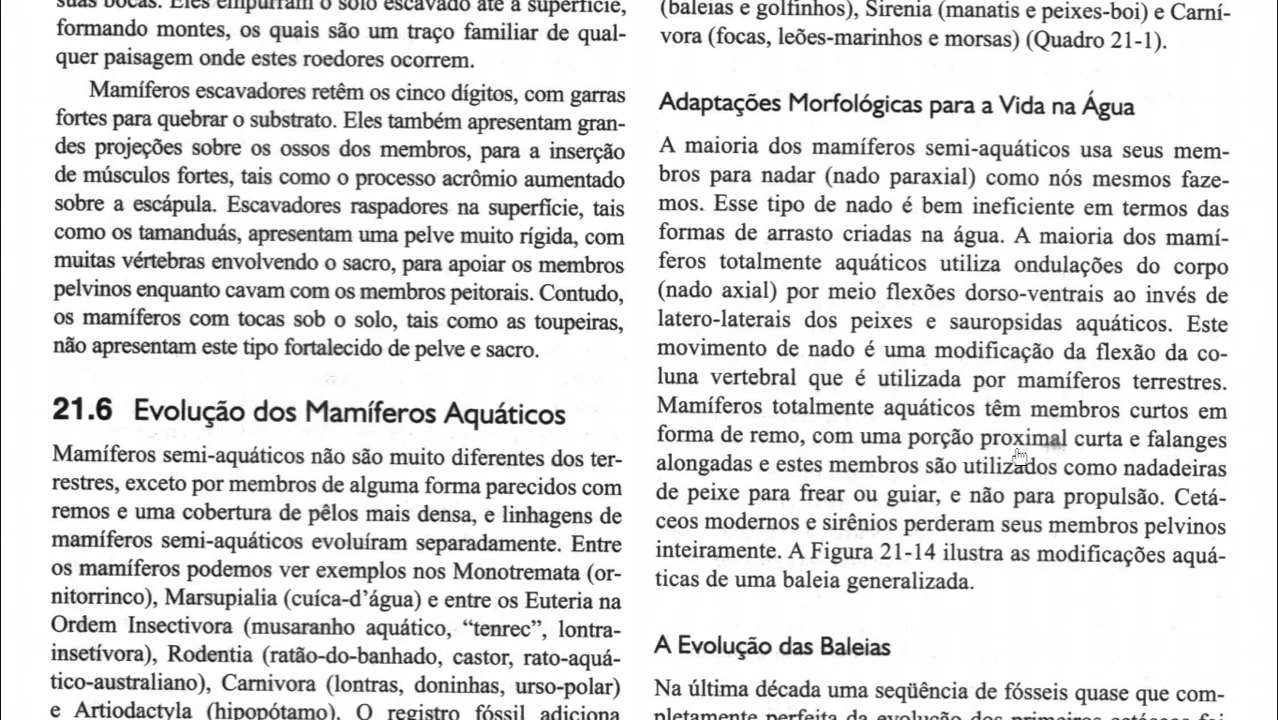 suas bocas. Eles empurram o solo escavado até a superfície,
formando montes, os quais são um traço familiar de qual-
quer paisagem onde estes roedores ocorrem.
Mamíferos escavadores retêm os cinco dígitos, com garras
fortes para quebrar o substrato. Eles também apresentam gran-
des projeções sobre os ossos dos membros, para a inserção
de músculos fortes, tais como o processo acrômio aumentado
sobre a escápula. Escavadores raspadores na superfície, tais
como os tamanduás, apresentam uma pelve muito rígida, com
muitas vértebras envolvendo o sacro, para apoiar os membros
pelvinos enquanto cavam com os membros peitorais. Contudo,
os mamíferos com tocas sob o solo, tais como as toupeiras,
não apresentam este tipo fortalecido de pelve e sacro.
21.6 Evolução dos Mamíferos Aquáticos
Mamíferos semi-aquáticos não são muito diferentes dos ter-
restres, exceto por membros de alguma forma parecidos com
remos e uma cobertura de pêlos mais densa, e linhagens de
mamíferos semi-aquáticos evoluíram separadamente. Entre
os mamíferos podemos ver exemplos nos Monotremata (or-
nitorrinco), Marsupialia (cuíca-d'água) e entre os Euteria na
Ordem Insectivora (musaranho aquático, “tenrec”, lontra-
insetívora), Rodentia (ratão-do-banhado, castor, rato-aquá-
tico-australiano), Carnivora (lontras, doninhas, urso-polar)
e Artiodactyla (hipopótamo). O registro fóssil adiciona
(baleias e golfinhos), Sirenia (manatis e peixes-boi) e Carní-
vora (focas, leões-marinhos e morsas) (Quadro 21-1).
Adaptações Morfológicas para a Vida na Água
A maioria dos mamíferos semi-aquáticos usa seus mem-
bros para nadar (nado paraxial) como nós mesmos faze-
mos. Esse tipo de nado é bem ineficiente em termos das
formas de arrasto criadas na água. A maioria dos mamí-
feros totalmente aquáticos utiliza ondulações do corpo
(nado axial) por meio flexões dorso-ventrais ao invés de
latero-laterais dos peixes e sauropsidas aquáticos. Este
movimento de nado é uma modificação da flexão da co-
luna vertebral que é utilizada por mamíferos terrestres.
Mamíferos totalmente aquáticos têm membros curtos em
forma de remo, com uma porção proximal curta e falanges
alongadas e estes membros são utilizados como nadadeiras
de peixe para frear ou guiar, e não para propulsão. Cetá-
ceos modernos e sirênios perderam seus membros pelvinos
inteiramente. A Figura 21-14 ilustra as modificações aquá-
ticas de uma baleia generalizada.
A Evolução das Baleias
Na última década uma seqüência de fósseis quase que com-
pletamente perfeita da evolução dos primeiros cetáceos foi